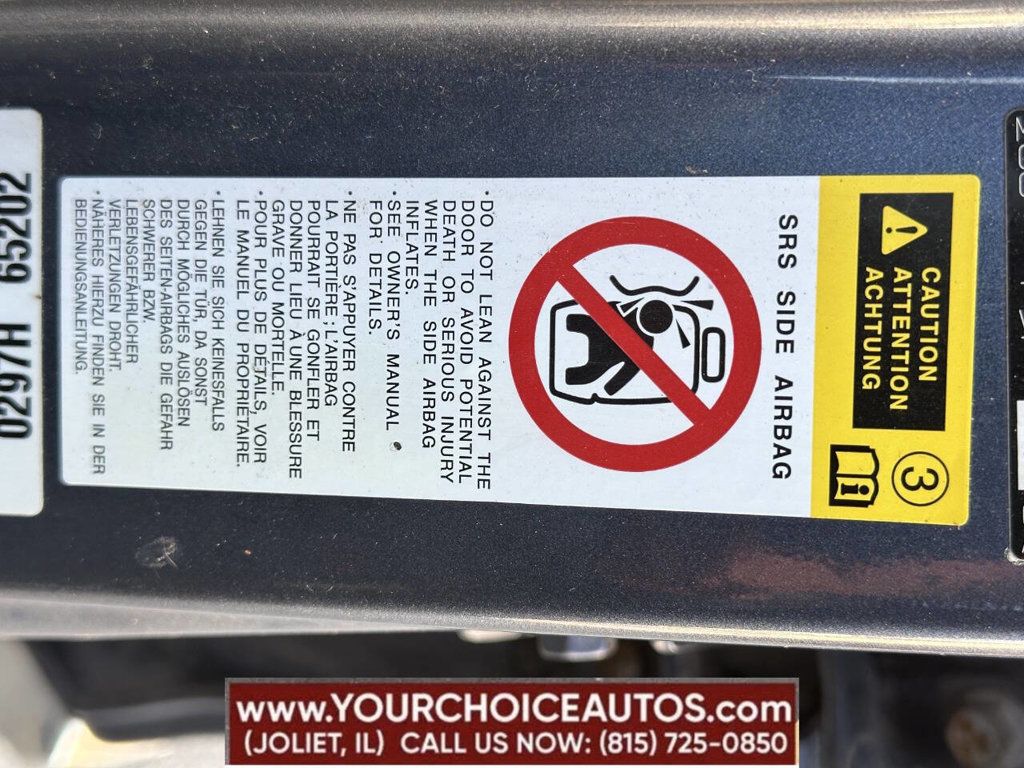 CAUTION
ATTENTION
ACHTUNG
3
i
SRS SIDE AIRBAG
•DO NOT LEAN AGAINST THE
DOOR TO AVOID POTENTIAL
DEATH OR SERIOUS INJURY
WHEN THE SIDE AIRBAG
INFLATES.
•SEE OWNER'S MANUAL
FOR DETAILS.
•NE PAS S'APPUYER CONTRE
LA PORTIÈRE;L'AIRBAG
POURRAIT SE GONFLER ET
DONNER LIEU À UNE BLESSURE
GRAVE OU MORTELLE.
•POUR PLUS DE DÉTAILS, VOIR
LE MANUEL DU PROPRIÉTAIRE.
•LEHNEN SIE SICH KEINESFALLS
GEGEN DIE TÜR, DA SONST
DURCH MÖGLICHES AUSLÖSEN
DES SEITEN-AIRBAGS DIE GEFAHR
SCHWERER BZW.
LEBENSGEFÄHRLICHER
VERLETZUNGEN DROHT.
•NÄHERES HIERZU FINDEN SIE IN DER
BEDIENUNGSANLEITUNG.
www.YOURCHOICEAUTOS.com
(JOLIET, IL) CALL US NOW: (815) 725-0850